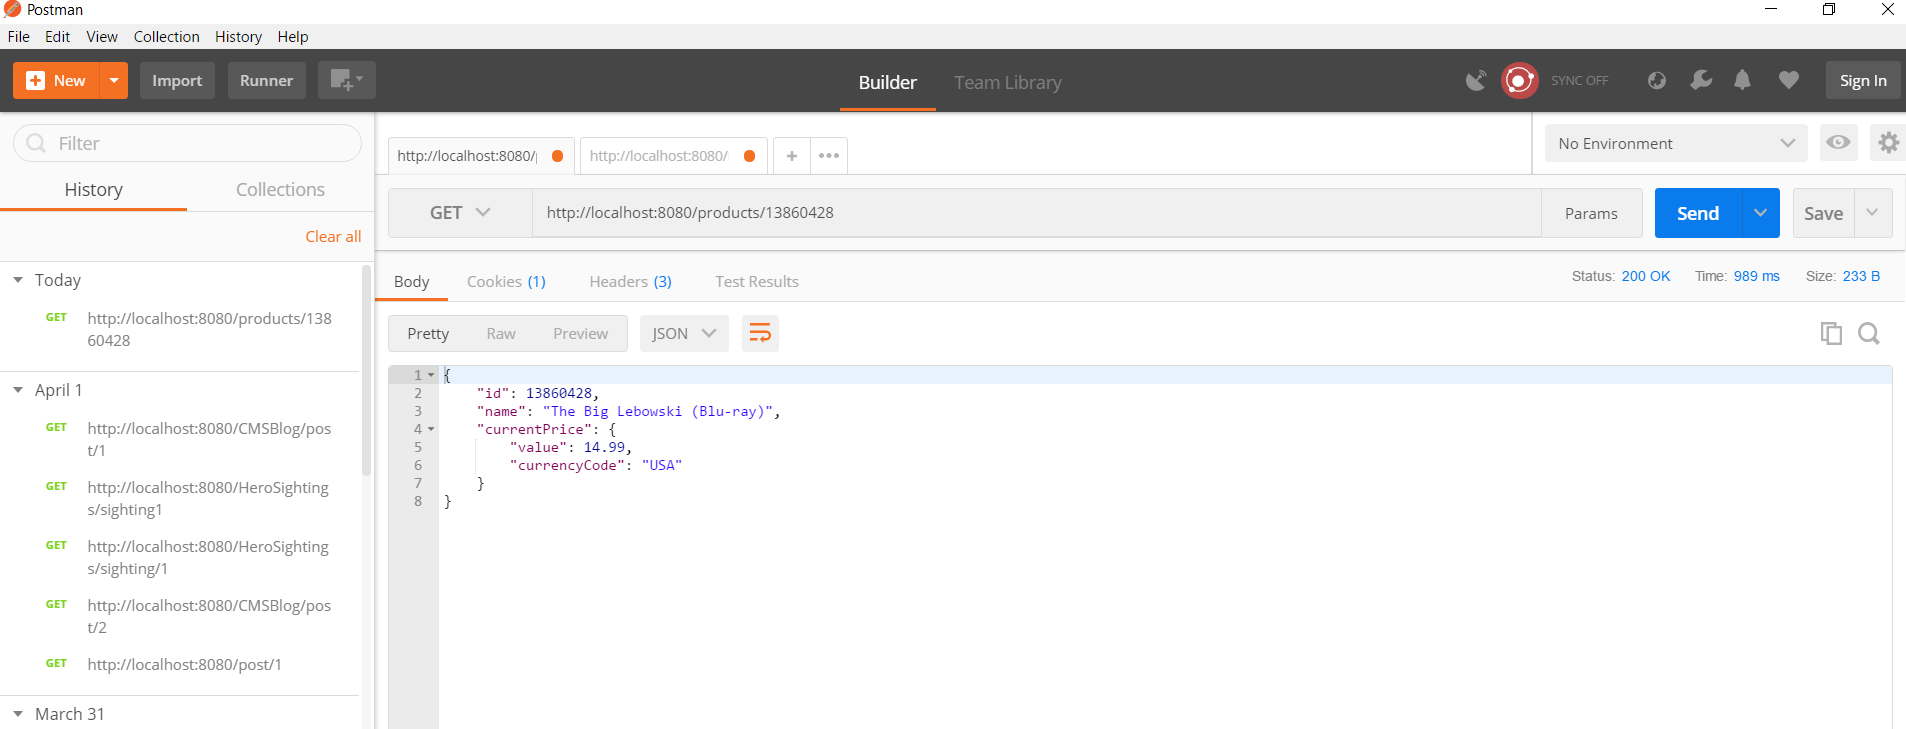 Postman
File Edit View Collection History Help
New Import Runner Builder Team Library SYNC OFF Sign In
Filter
History Collections
Clear all
Today
GET http://localhost:8080/products/138
60428
April 1
GET http://localhost:8080/CMSBlog/pos
t/1
GET http://localhost:8080/HeroSighting
s/sighting1
GET http://localhost:8080/HeroSighting
s/sighting/1
GET http://localhost:8080/CMSBlog/pos
t/2
GET http://localhost:8080/post/1
March 31
http://localhost:8080/p http://localhost:8080/ + ••• No Environment
GET http://localhost:8080/products/13860428 Params Send Save
Body Cookies (1) Headers (3) Test Results Status: 200 OK Time: 989 ms Size: 233 B
Pretty Raw Preview JSON
1 {
2 "id": 13860428,
3 "name": "The Big Lebowski (Blu-ray)",
4 "currentPrice": {
5 "value": 14.99,
6 "currencyCode": "USA"
7 }
8 }